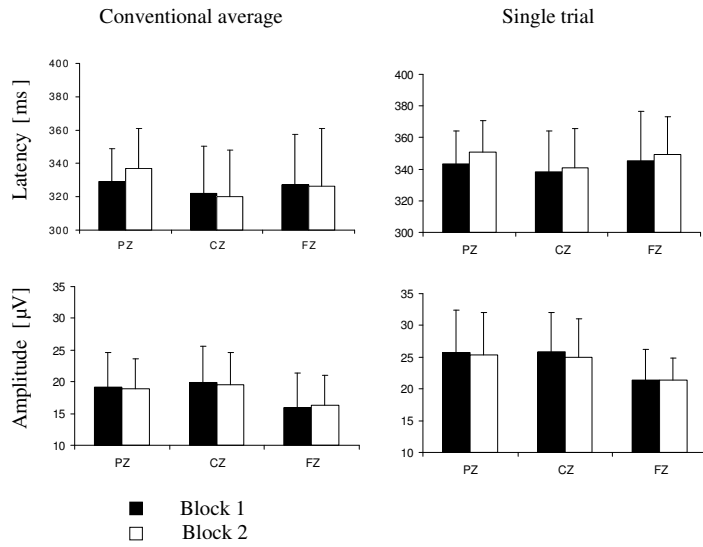 Conventional average
Single trial
Latency [ms]
400
380
360
340
320
300
PZ CZ FZ
400
380
360
340
320
300
PZ CZ FZ
Amplitude [µV]
35
30
25
20
15
10
PZ CZ FZ
35
30
25
20
15
10
PZ CZ FZ
Block 1
Block 2